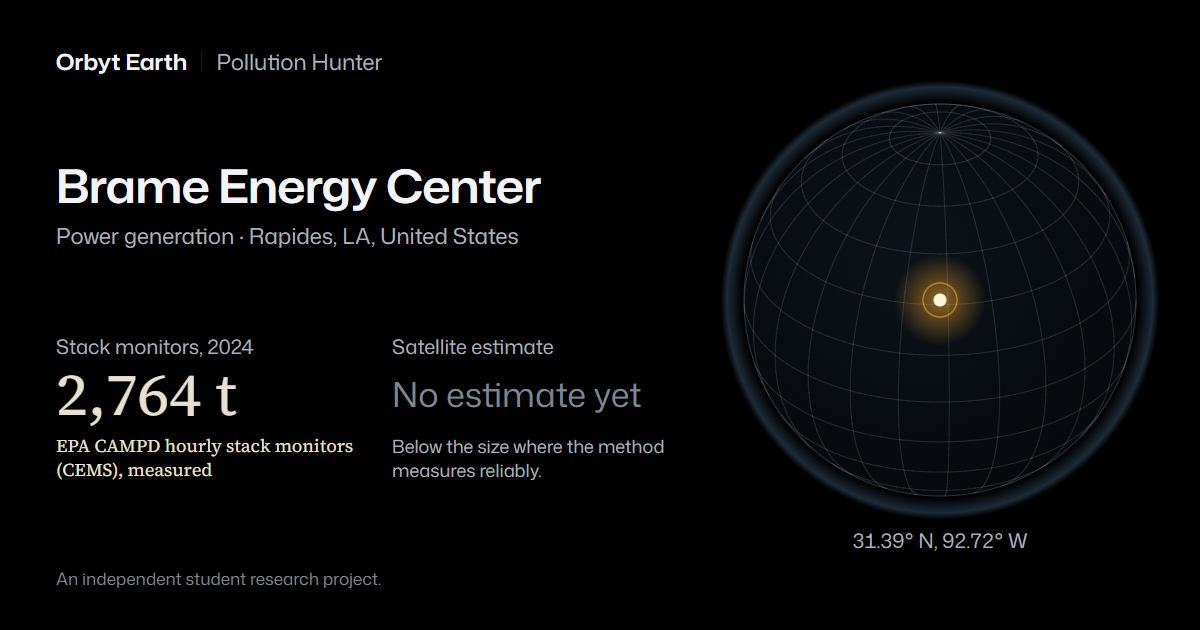 Orbyt Earth | Pollution Hunter
Brame Energy Center
Power generation · Rapides, LA, United States
Stack monitors, 2024
2,764 t
EPA CAMPD hourly stack monitors
(CEMS), measured
Satellite estimate
No estimate yet
Below the size where the method
measures reliably.
31.39° N, 92.72° W
An independent student research project.